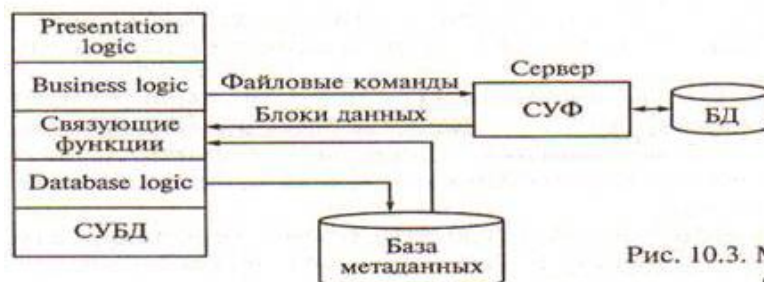 Presentation
logic
Business logic
Связующие
функции
Database logic
СУБД
Файловые команды
Блоки данных
Сервер
СУФ
БД
База
метаданных
Рис. 10.3.